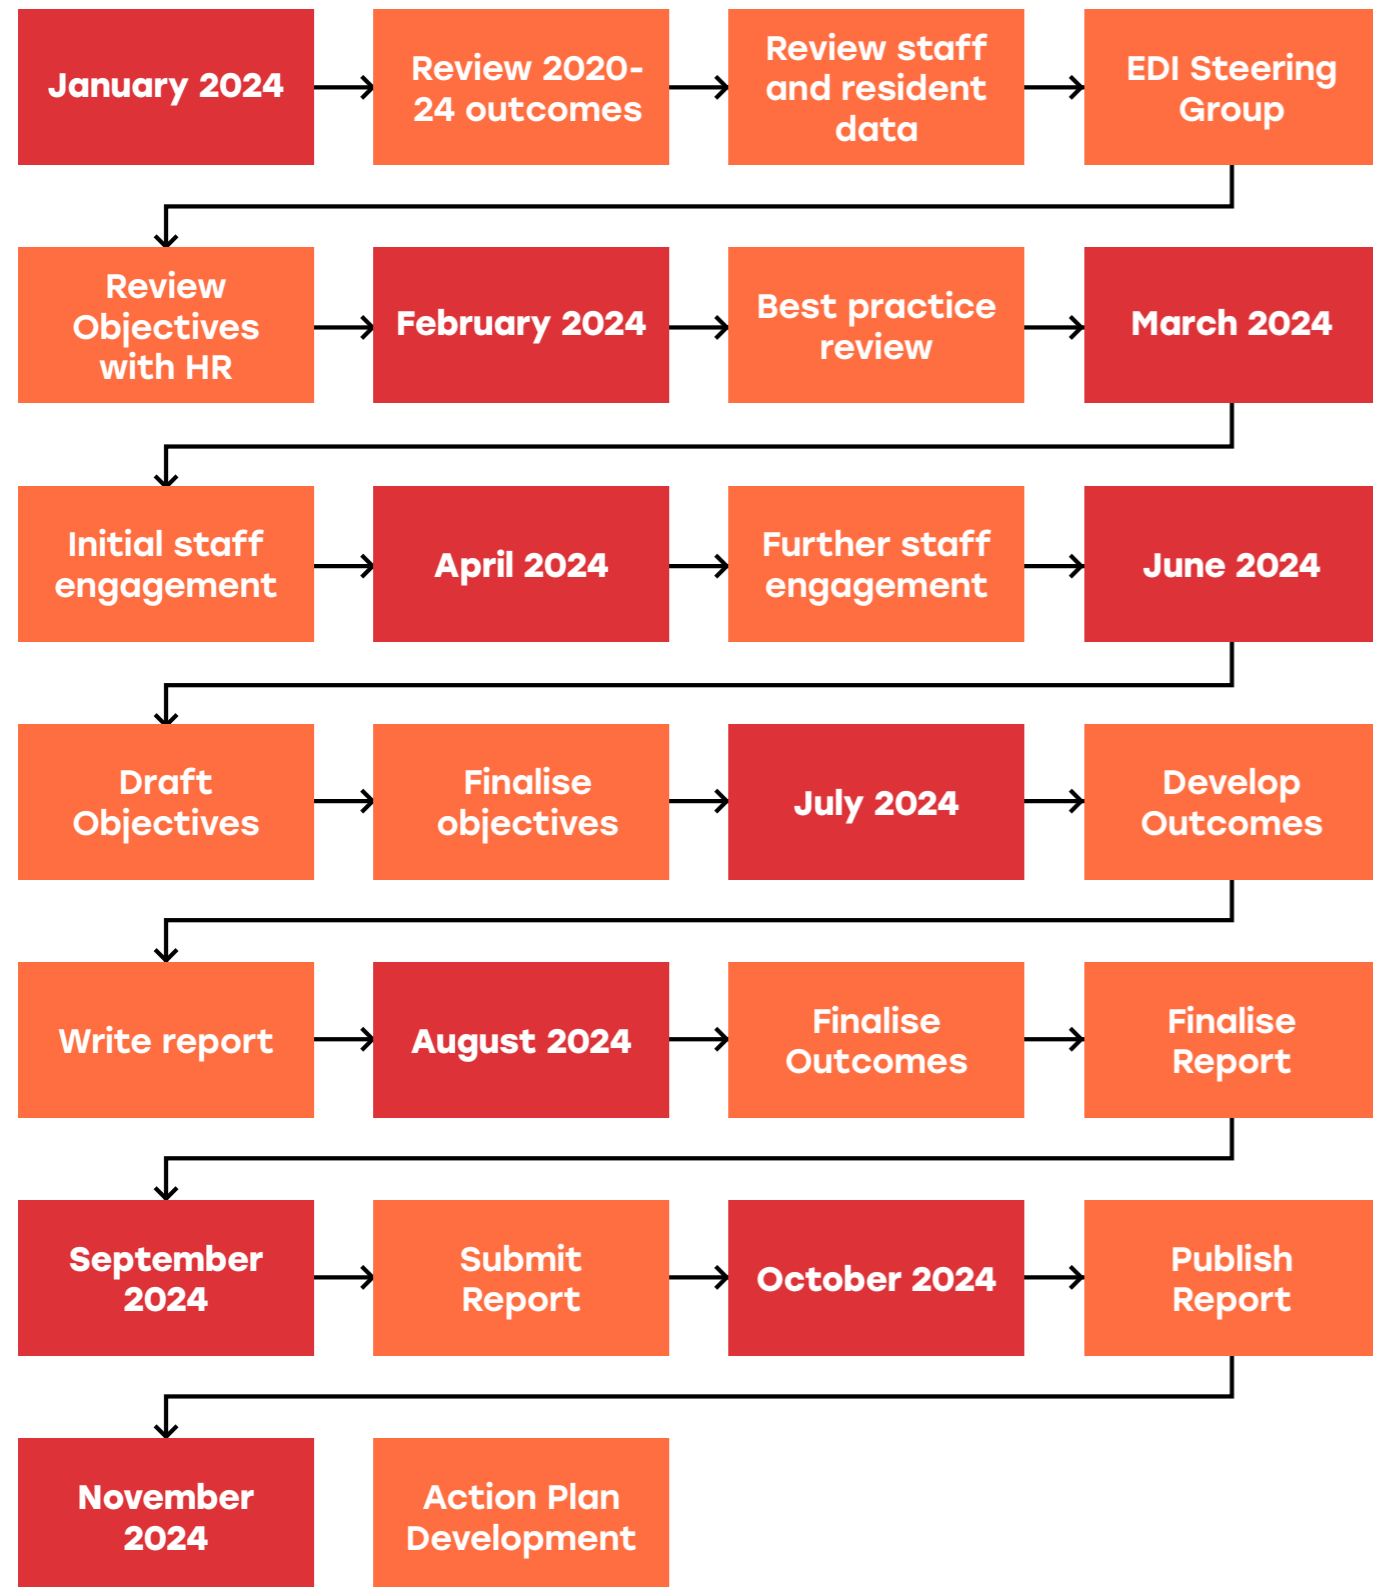 January 2024
Review 2020-
24 outcomes
Review staff
and resident
data
EDI Steering
Group
Review
Objectives
with HR
February 2024
Best practice
review
March 2024
Initial staff
engagement
April 2024
Further staff
engagement
June 2024
Draft
Objectives
Finalise
objectives
July 2024
Develop
Outcomes
Write report
August 2024
Finalise
Outcomes
Finalise
Report
September
2024
Submit
Report
October 2024
Publish
Report
November
2024
Action Plan
Development